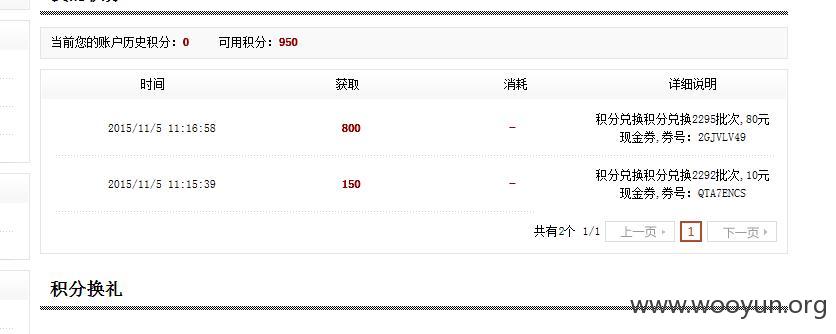 当前您的账户历史积分：0 可用积分：950
时间 获取 消耗 详细说明
2015/11/5 11:16:58 800 — 积分兑换积分兑换2295批次,80元
现金券,券号：2GJVLV49
2015/11/5 11:15:39 150 — 积分兑换积分兑换2292批次,10元
现金券,券号：QTA7ENCS
共有2个 1/1 上一页 1 下一页
积分换礼
www.wooyun.org